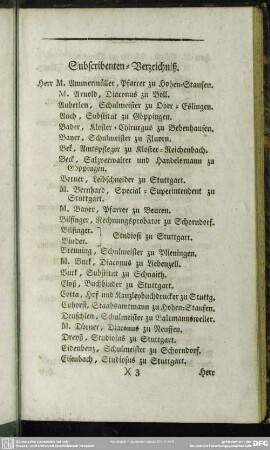 Subscribenten-Verzeichniß.
Herr M. Ammermüller, Pfarrer zu Hohen-Staufen.
M. Arnold, Diaconus zu Boll.
Auberlen, Schulmeister zu Ober-Eßlingen.
Auch, Substitut zu Göppingen.
Bader, Kloster-Chirurgus zu Bebenhausen.
Bayer, Schulmeister zu
Bek, Amtspfleger zu Kloster-Reichenbach.
Beck, Salzverwalter und Handelsmann zu
Göppingen.
Berner, Leibschneider zu Stuttgart.
M. Bernhard, Special-Superintendent zu
Stuttgart.
M. Bayer, Pfarrer zu Beuren.
Bilfinger, Rechnungsprobator zu Schorndorf.
Bilfinger.
Binder. Studiosi zu Stuttgart.
Brenning, Schulmeister zu Plieningen.
M. Burk, Diaconus zu Liebenzell.
Burk, Substitut zu Schnaith.
Cloß, Buchbinder zu Stuttgart.
Cotta, Hof und Kanzleybuchdrucker zu Stuttg.
Cuhorst, Staabsammtmann zu Hohen-Staufen.
Deuschlen, Schulmeister zu Baltmannsweiler.
M. Dörner, Diaconus zu Neuffen.
Dreyß, Studiosus zu Stuttgart.
Eidenbenz, Schulmeister zu Schorndorf.
Eisenbach, Studiosus zu Stuttgart.
X 3 Herr